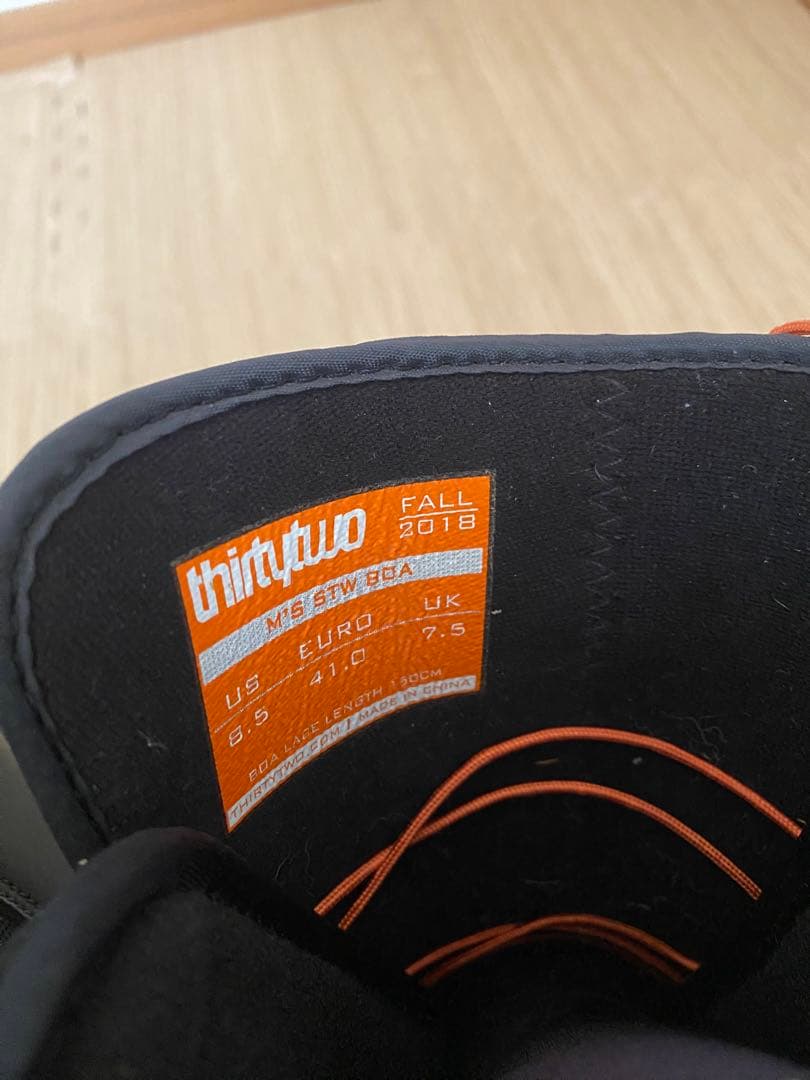 thirtytwo
FALL
2018
M'S STW BOA
US EURO UK
8.5 41.0 7.5
BOA LACE LENGTH 150CM
THIRTYTWO.COM | MADE IN CHINA